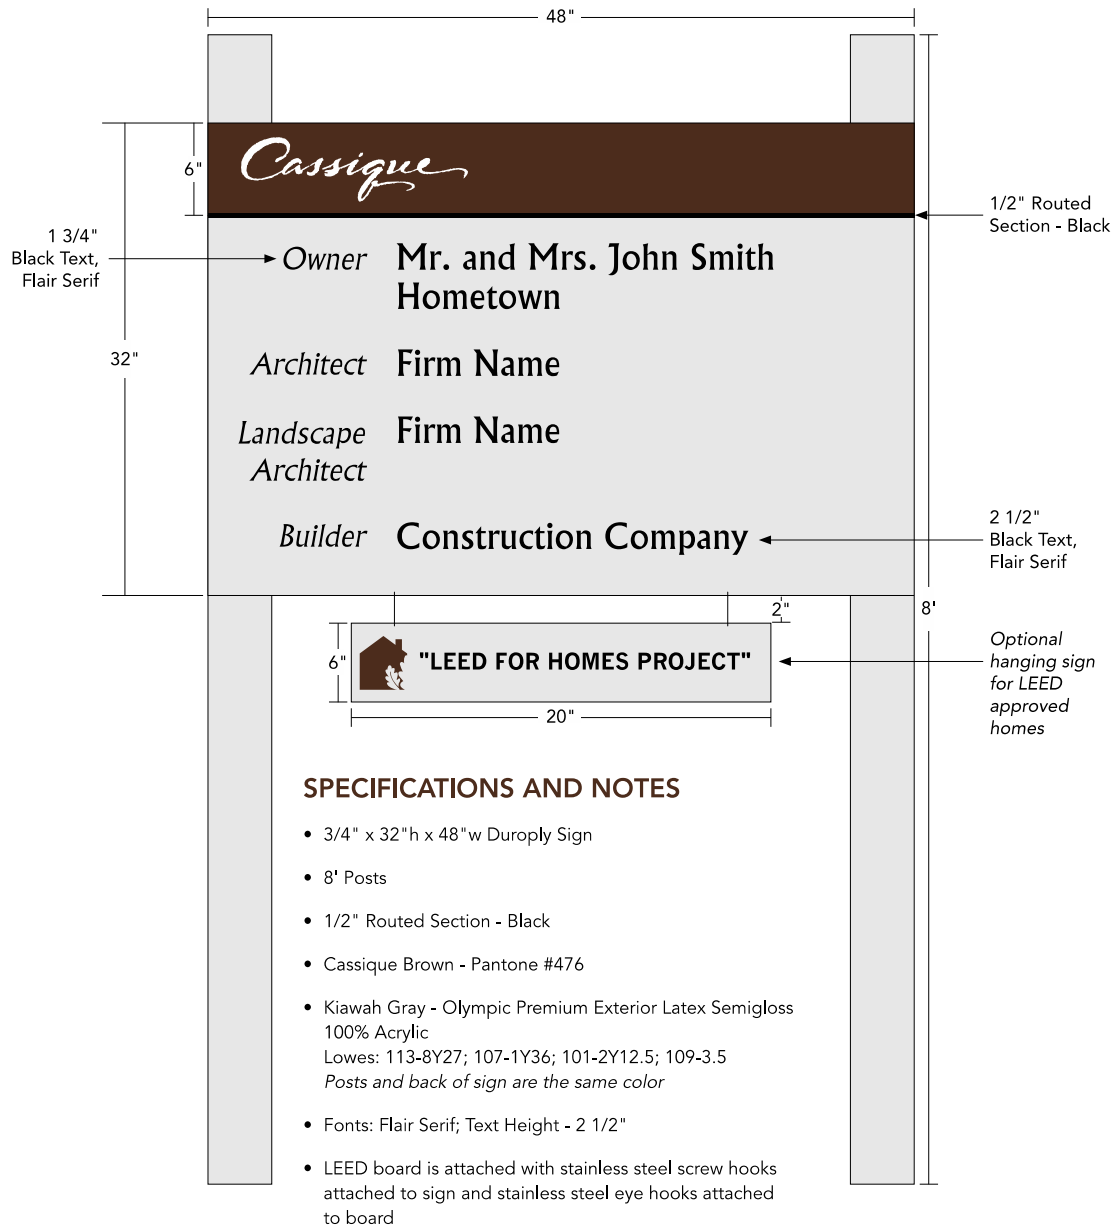 48"
Cassique
6"
1/2" Routed
Section - Black
1 3/4"
Black Text,
Flair Serif
Owner Mr. and Mrs. John Smith
Hometown
32"
Architect Firm Name
Landscape Firm Name
Architect
Builder Construction Company
2 1/2"
Black Text,
Flair Serif
2"
8'
6"
"LEED FOR HOMES PROJECT"
Optional
hanging sign
for LEED
approved
homes
20"
SPECIFICATIONS AND NOTES
• 3/4" x 32"h x 48"w Duroply Sign
• 8' Posts
• 1/2" Routed Section - Black
• Cassique Brown - Pantone #476
• Kiawah Gray - Olympic Premium Exterior Latex Semigloss
100% Acrylic
Lowes: 113-8Y27; 107-1Y36; 101-2Y12.5; 109-3.5
Posts and back of sign are the same color
• Fonts: Flair Serif; Text Height - 2 1/2"
• LEED board is attached with stainless steel screw hooks
attached to sign and stainless steel eye hooks attached
to board